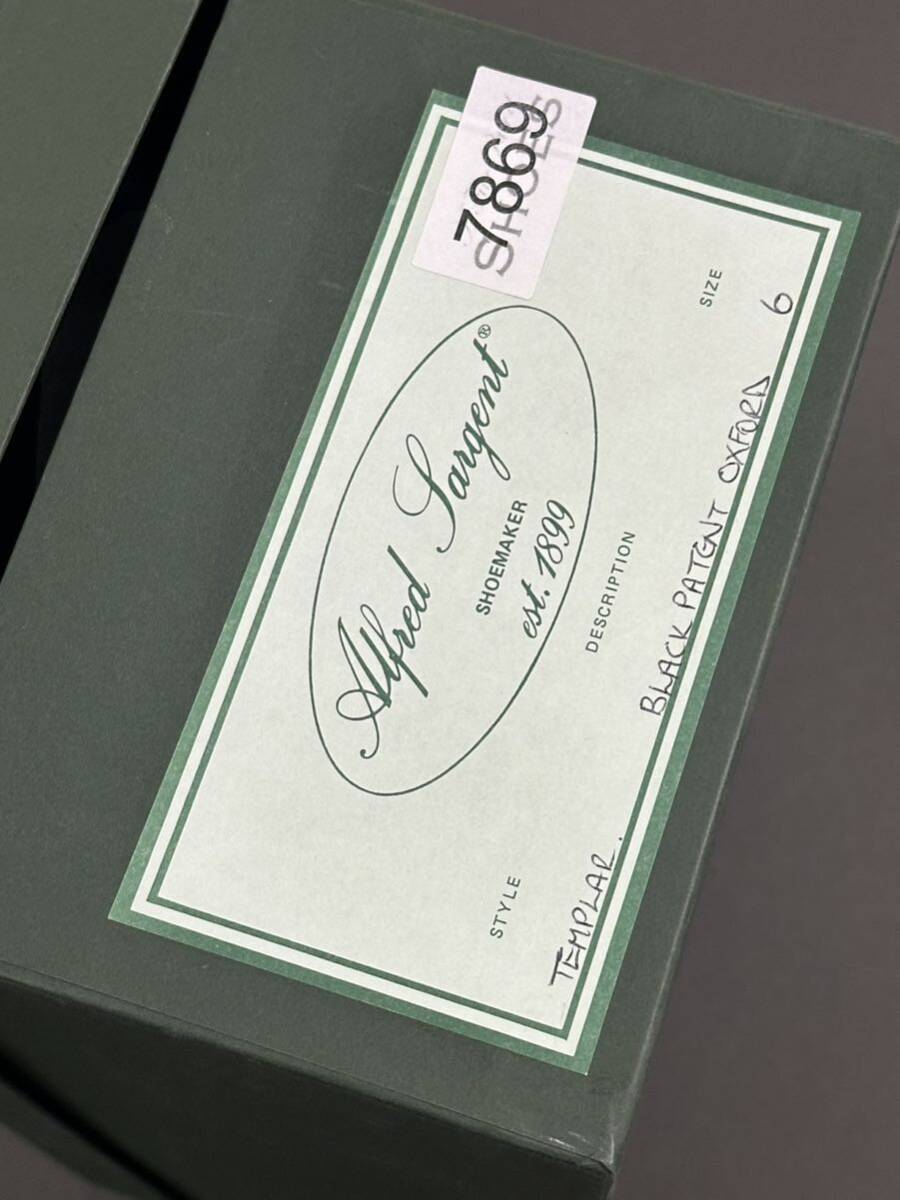 7869
SHOES
Alfred Sargent®
SHOEMAKER
est. 1899
STYLE DESCRIPTION SIZE
TEMPLAR. BLACK PATENT OXFORD 6